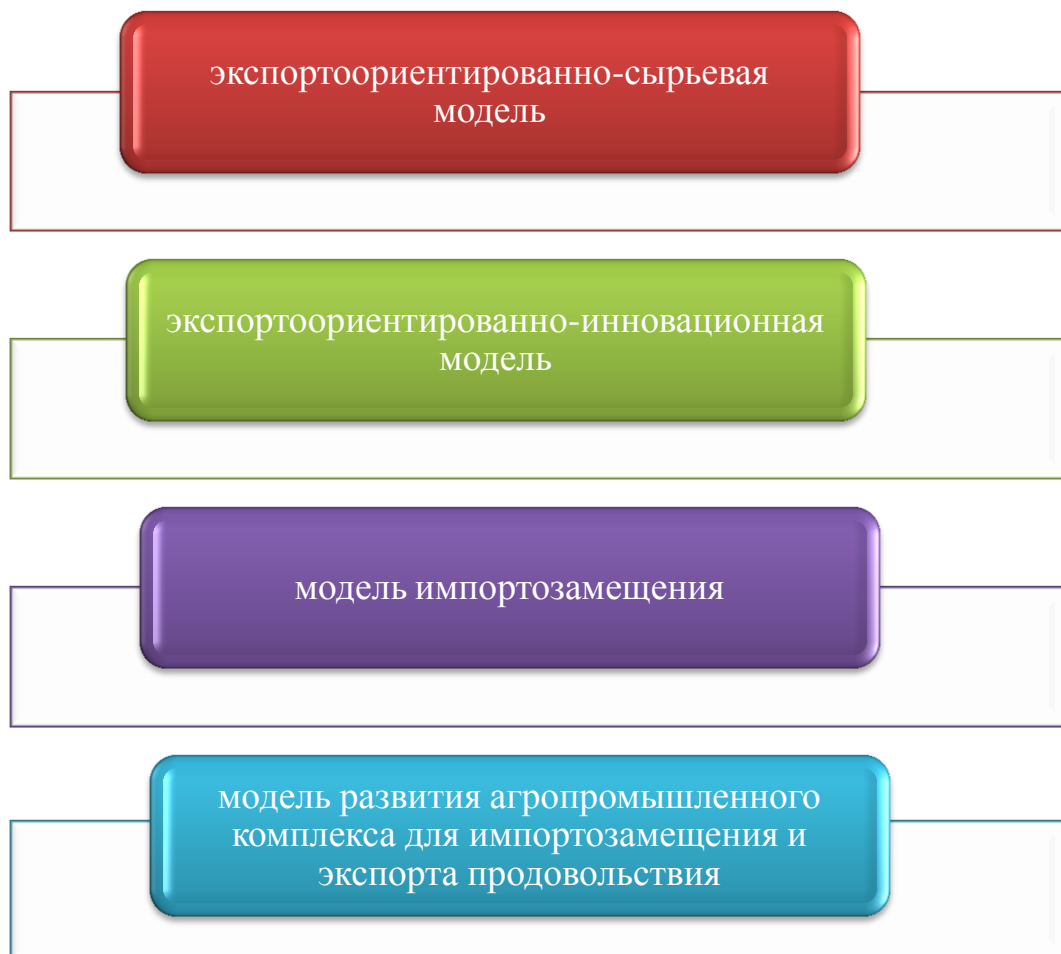 экспортоориентированно-сырьевая
модель
экспортоориентированно-инновационная
модель
модель импортозамещения
модель развития агропромышленного
комплекса для импортозамещения и
экспорта продовольствия